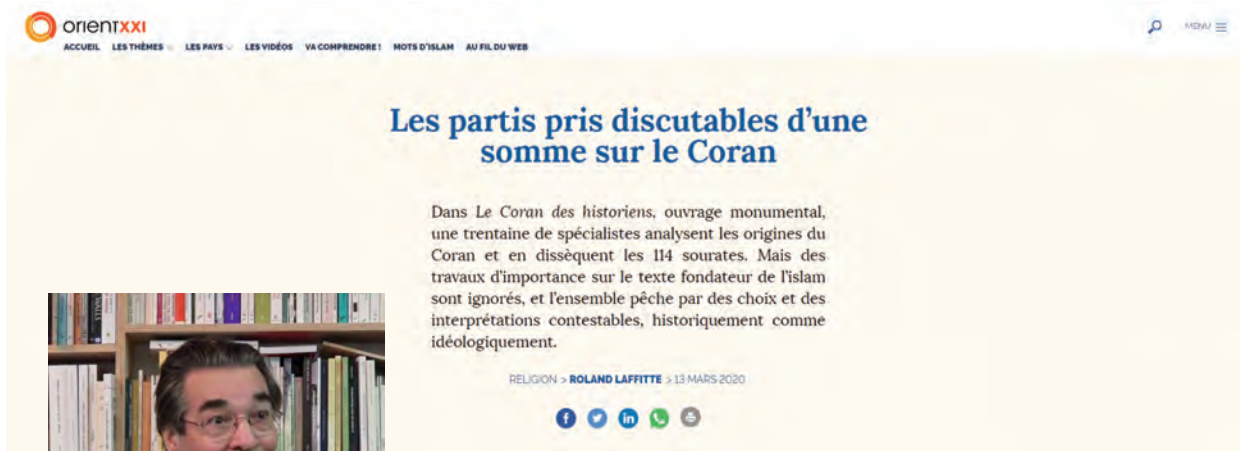 orientxxi
MENU
ACCUEIL LES THÈMES LES PAYS LES VIDÉOS VA COMPRENDRE ! MOTS D'ISLAM AU FIL DU WEB
Les partis pris discutables d'une
somme sur le Coran
Dans Le Coran des historiens, ouvrage monumental,
une trentaine de spécialistes analysent les origines du
Coran et en dissèquent les 114 sourates. Mais des
travaux d'importance sur le texte fondateur de l'islam
sont ignorés, et l'ensemble pêche par des choix et des
interprétations contestables, historiquement comme
idéologiquement.
RELIGION > ROLAND LAFFITTE > 13 MARS 2020